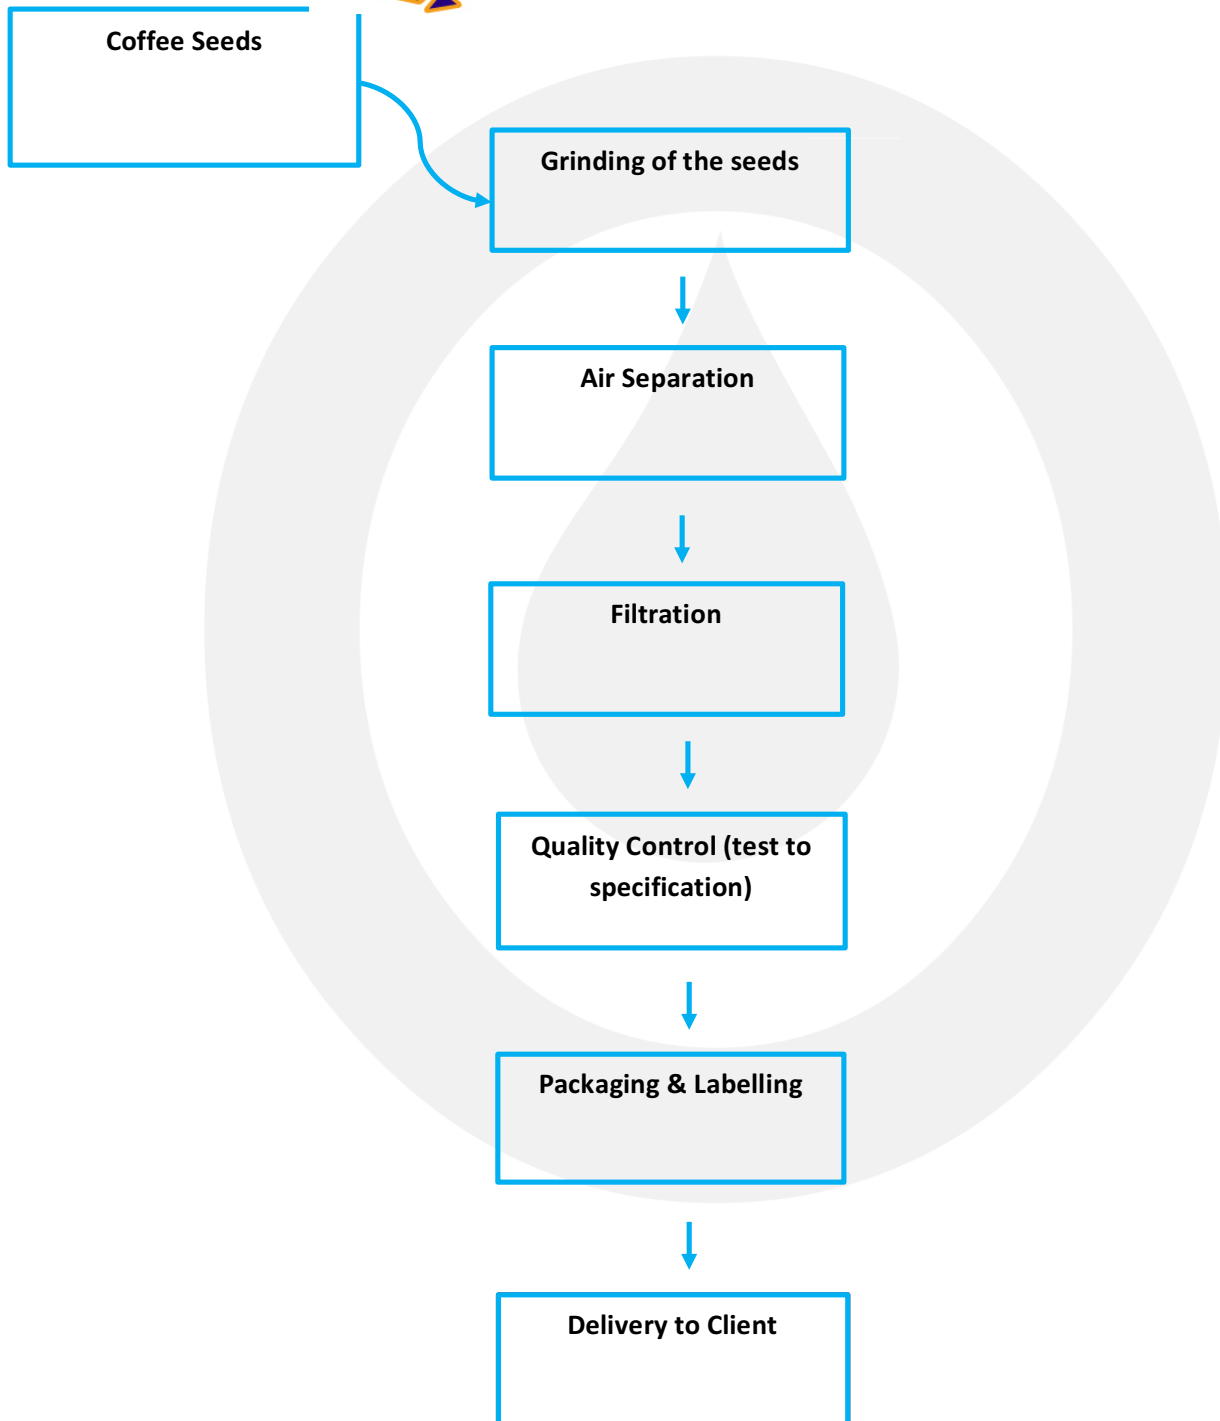 Coffee Seeds
Grinding of the seeds
Air Separation
Filtration
Quality Control (test to
specification)
Packaging & Labelling
Delivery to Client